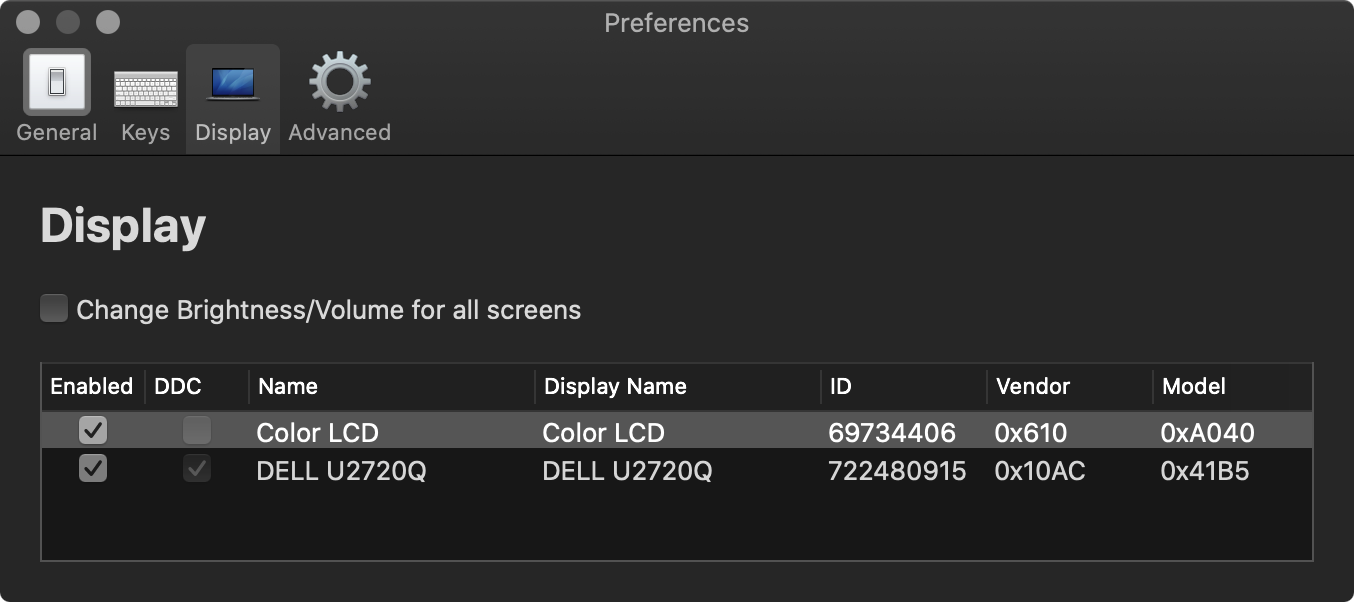 Preferences
General Keys Display Advanced
Display
Change Brightness/Volume for all screens
Enabled DDC Name Display Name ID Vendor Model
Color LCD Color LCD 69734406 0x610 0xA040
DELL U2720Q DELL U2720Q 722480915 0x10AC 0x41B5